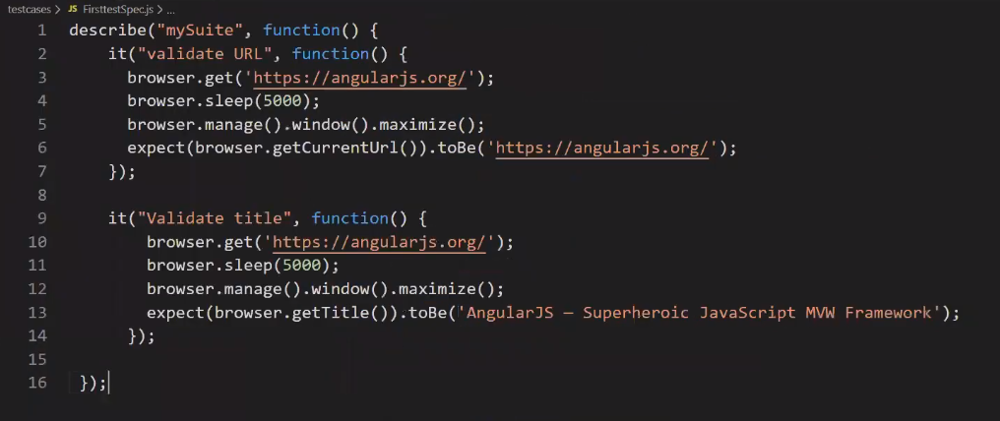 testcases > JS FirsttestSpec.js > ...
1 describe("mySuite", function() {
2 it("validate URL", function() {
3 browser.get('https://angularjs.org/');
4 browser.sleep(5000);
5 browser.manage().window().maximize();
6 expect(browser.getCurrentUrl()).toBe('https://angularjs.org/');
7 });
8
9 it("Validate title", function() {
10 browser.get('https://angularjs.org/');
11 browser.sleep(5000);
12 browser.manage().window().maximize();
13 expect(browser.getTitle()).toBe('AngularJS — Superheroic JavaScript MVW Framework');
14 });
15
16 });